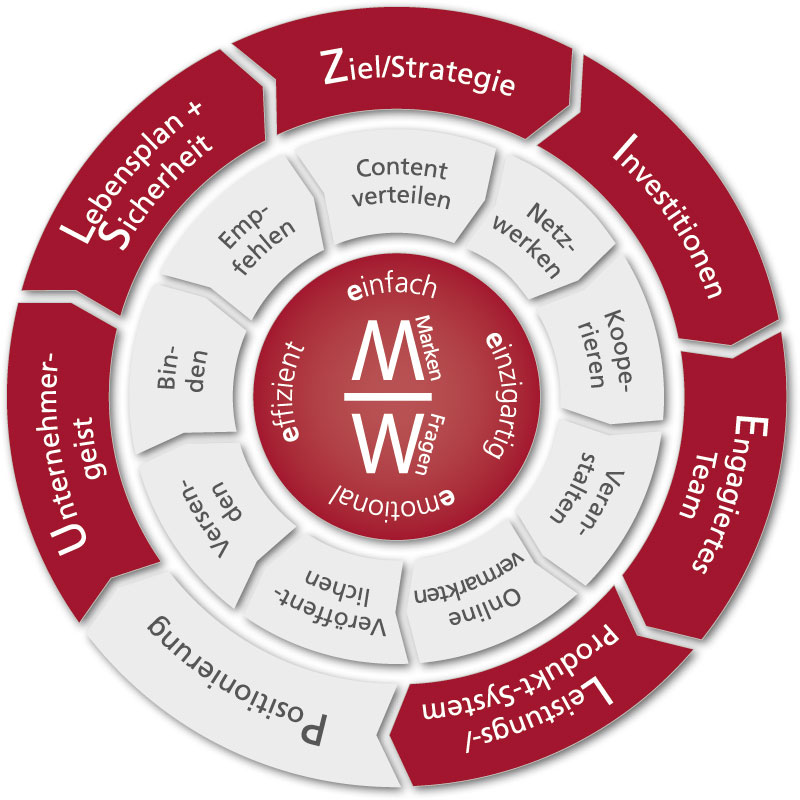 Ziel/Strategie
Investitionen
Engagiertes
Team
Leistungs-/
Produkt-System
Positionierung
Unternehmer-
geist
Lebensplan +
Sicherheit
Content
verteilen
Netz-
werken
Koope-
rieren
Veran-
stalten
Online
vermarkten
Veröffent-
lichen
Versen-
den
Bin-
den
Emp-
fehlen
einfach
einzigartig
emotional
effizient
W
Marken
W
Fragen